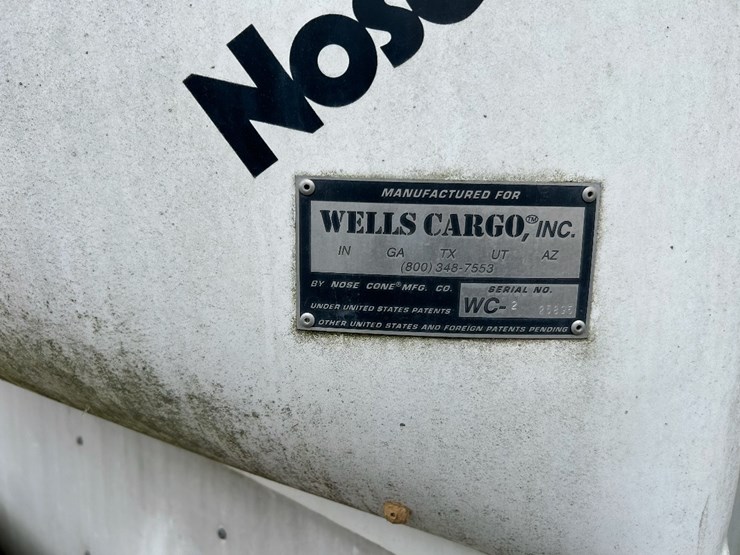 Nose
MANUFACTURED FOR
WELLS CARGO,™ INC.
IN GA TX UT AZ
(800) 348-7553
BY NOSE CONE® MFG. CO.
SERIAL NO.
UNDER UNITED STATES PATENTS
WC-2
OTHER UNITED STATES AND FOREIGN PATENTS PENDING